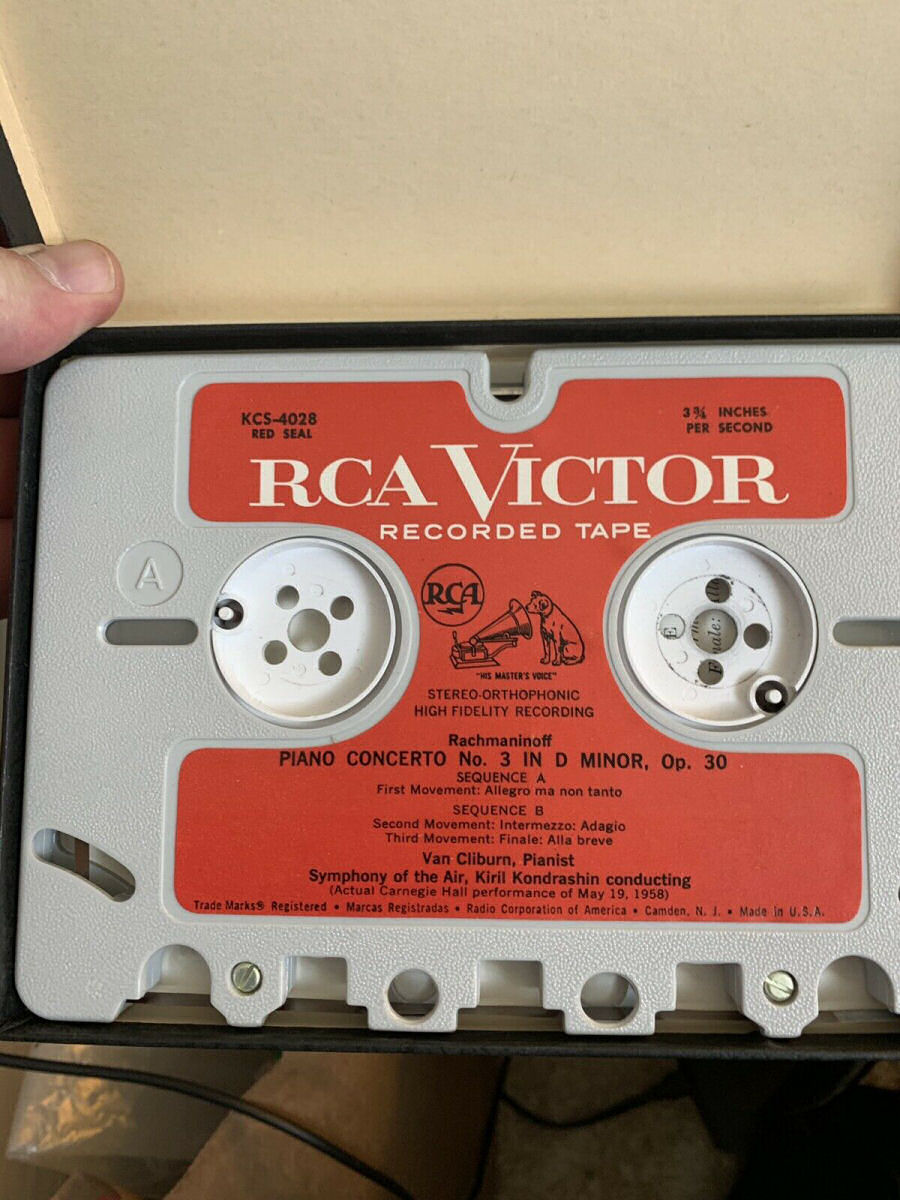 KCS-4028
RED SEAL
3¾ INCHES
PER SECOND
RCA VICTOR
RECORDED TAPE
A
RCA
"HIS MASTER'S VOICE"
E
STEREO-ORTHOPHONIC
HIGH FIDELITY RECORDING
Rachmaninoff
PIANO CONCERTO No. 3 IN D MINOR, Op. 30
SEQUENCE A
First Movement: Allegro ma non tanto
SEQUENCE B
Second Movement: Intermezzo: Adagio
Third Movement: Finale: Alla breve
Van Cliburn, Pianist
Symphony of the Air, Kiril Kondrashin conducting
(Actual Carnegie Hall performance of May 19, 1958)
Trade Marks® Registered • Marcas Registradas • Radio Corporation of America • Camden, N. J. • Made in U.S.A.